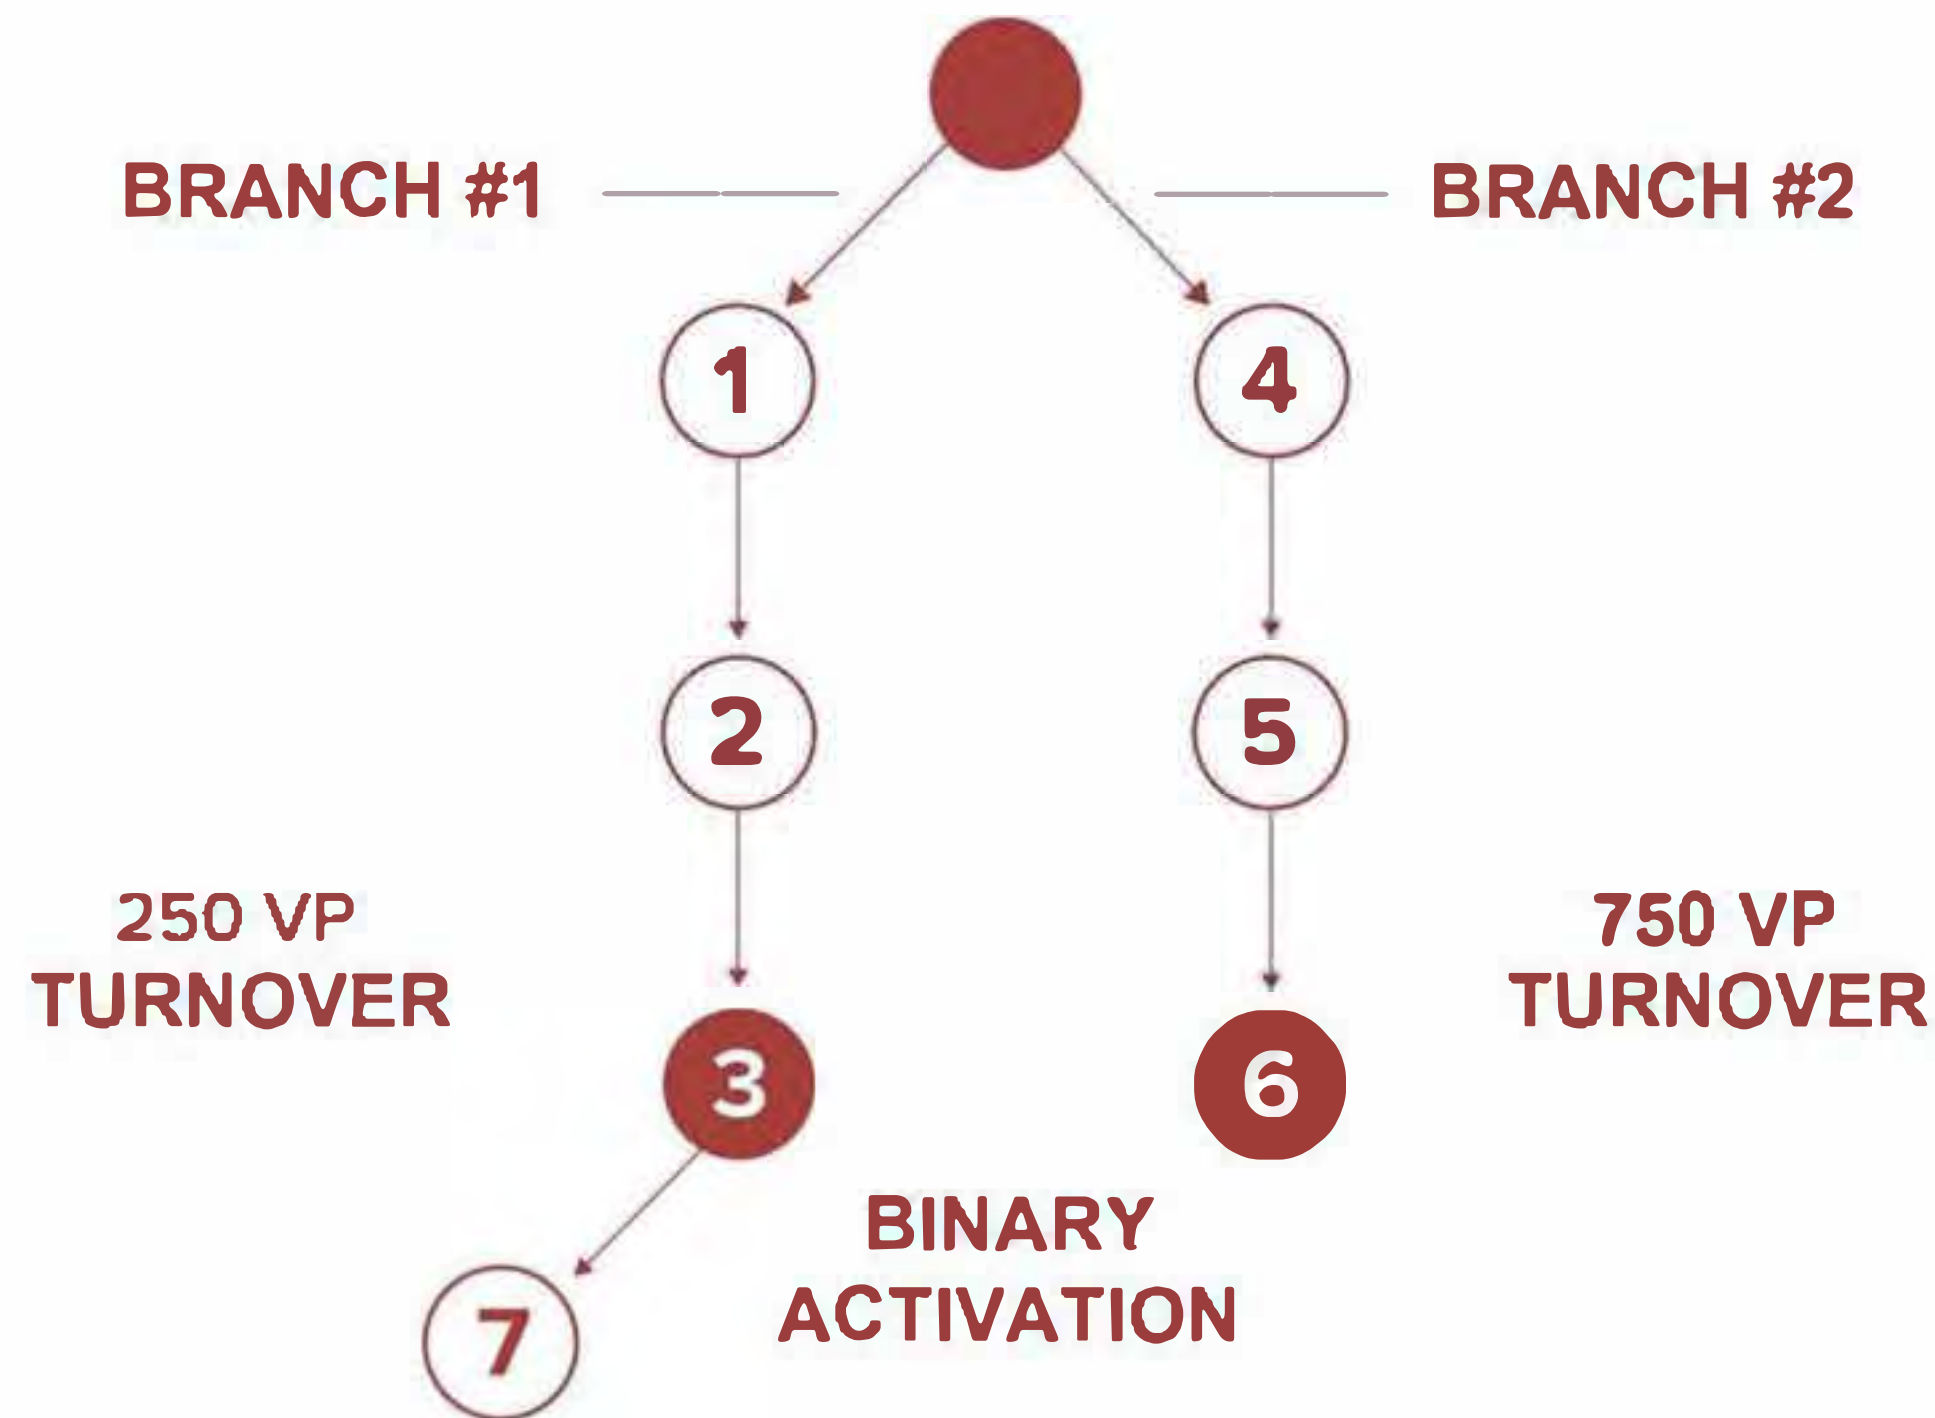 BRANCH #1
BRANCH #2
1
4
2
5
250 VP
TURNOVER
750 VP
TURNOVER
3
6
BINARY
ACTIVATION
7